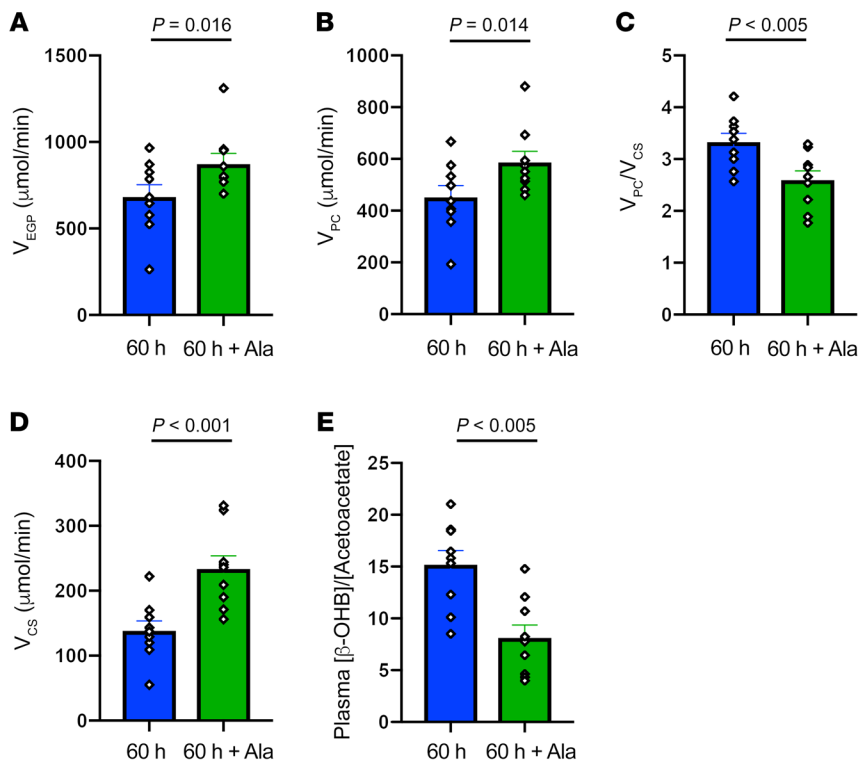 A
P = 0.016
V_EGP (μmol/min)
1500
1000
500
0
60 h
60 h + Ala
B
P = 0.014
V_PC (μmol/min)
1000
800
600
400
200
0
60 h
60 h + Ala
C
P < 0.005
V_PC/V_CS
5
4
3
2
1
0
60 h
60 h + Ala
D
P < 0.001
V_CS (μmol/min)
400
300
200
100
0
60 h
60 h + Ala
E
P < 0.005
Plasma [β-OHB]/[Acetoacetate]
25
20
15
10
5
0
60 h
60 h + Ala